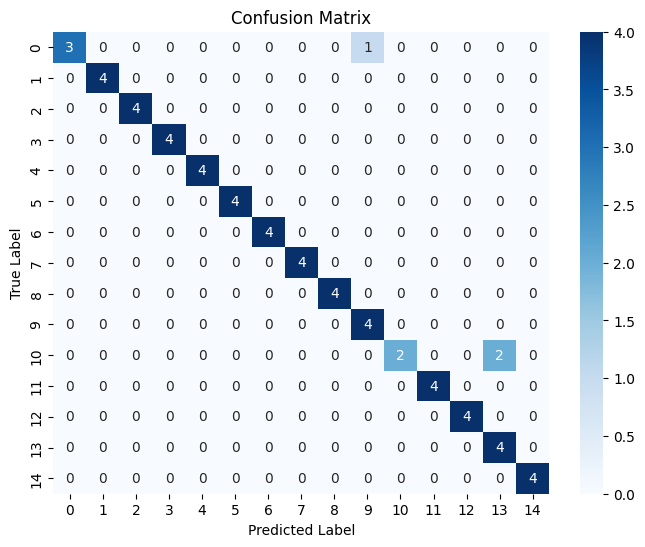 Confusion Matrix
True Label
0 3 0 0 0 0 0 0 0 0 1 0 0 0 0 0
1 0 4 0 0 0 0 0 0 0 0 0 0 0 0 0
2 0 0 4 0 0 0 0 0 0 0 0 0 0 0 0
3 0 0 0 4 0 0 0 0 0 0 0 0 0 0 0
4 0 0 0 0 4 0 0 0 0 0 0 0 0 0 0
5 0 0 0 0 0 4 0 0 0 0 0 0 0 0 0
6 0 0 0 0 0 0 4 0 0 0 0 0 0 0 0
7 0 0 0 0 0 0 0 4 0 0 0 0 0 0 0
8 0 0 0 0 0 0 0 0 4 0 0 0 0 0 0
9 0 0 0 0 0 0 0 0 0 4 0 0 0 0 0
10 0 0 0 0 0 0 0 0 0 0 2 0 0 2 0
11 0 0 0 0 0 0 0 0 0 0 0 4 0 0 0
12 0 0 0 0 0 0 0 0 0 0 0 0 4 0 0
13 0 0 0 0 0 0 0 0 0 0 0 0 0 4 0
14 0 0 0 0 0 0 0 0 0 0 0 0 0 0 4
0 1 2 3 4 5 6 7 8 9 10 11 12 13 14
Predicted Label
4.0
3.5
3.0
2.5
2.0
1.5
1.0
0.5
0.0